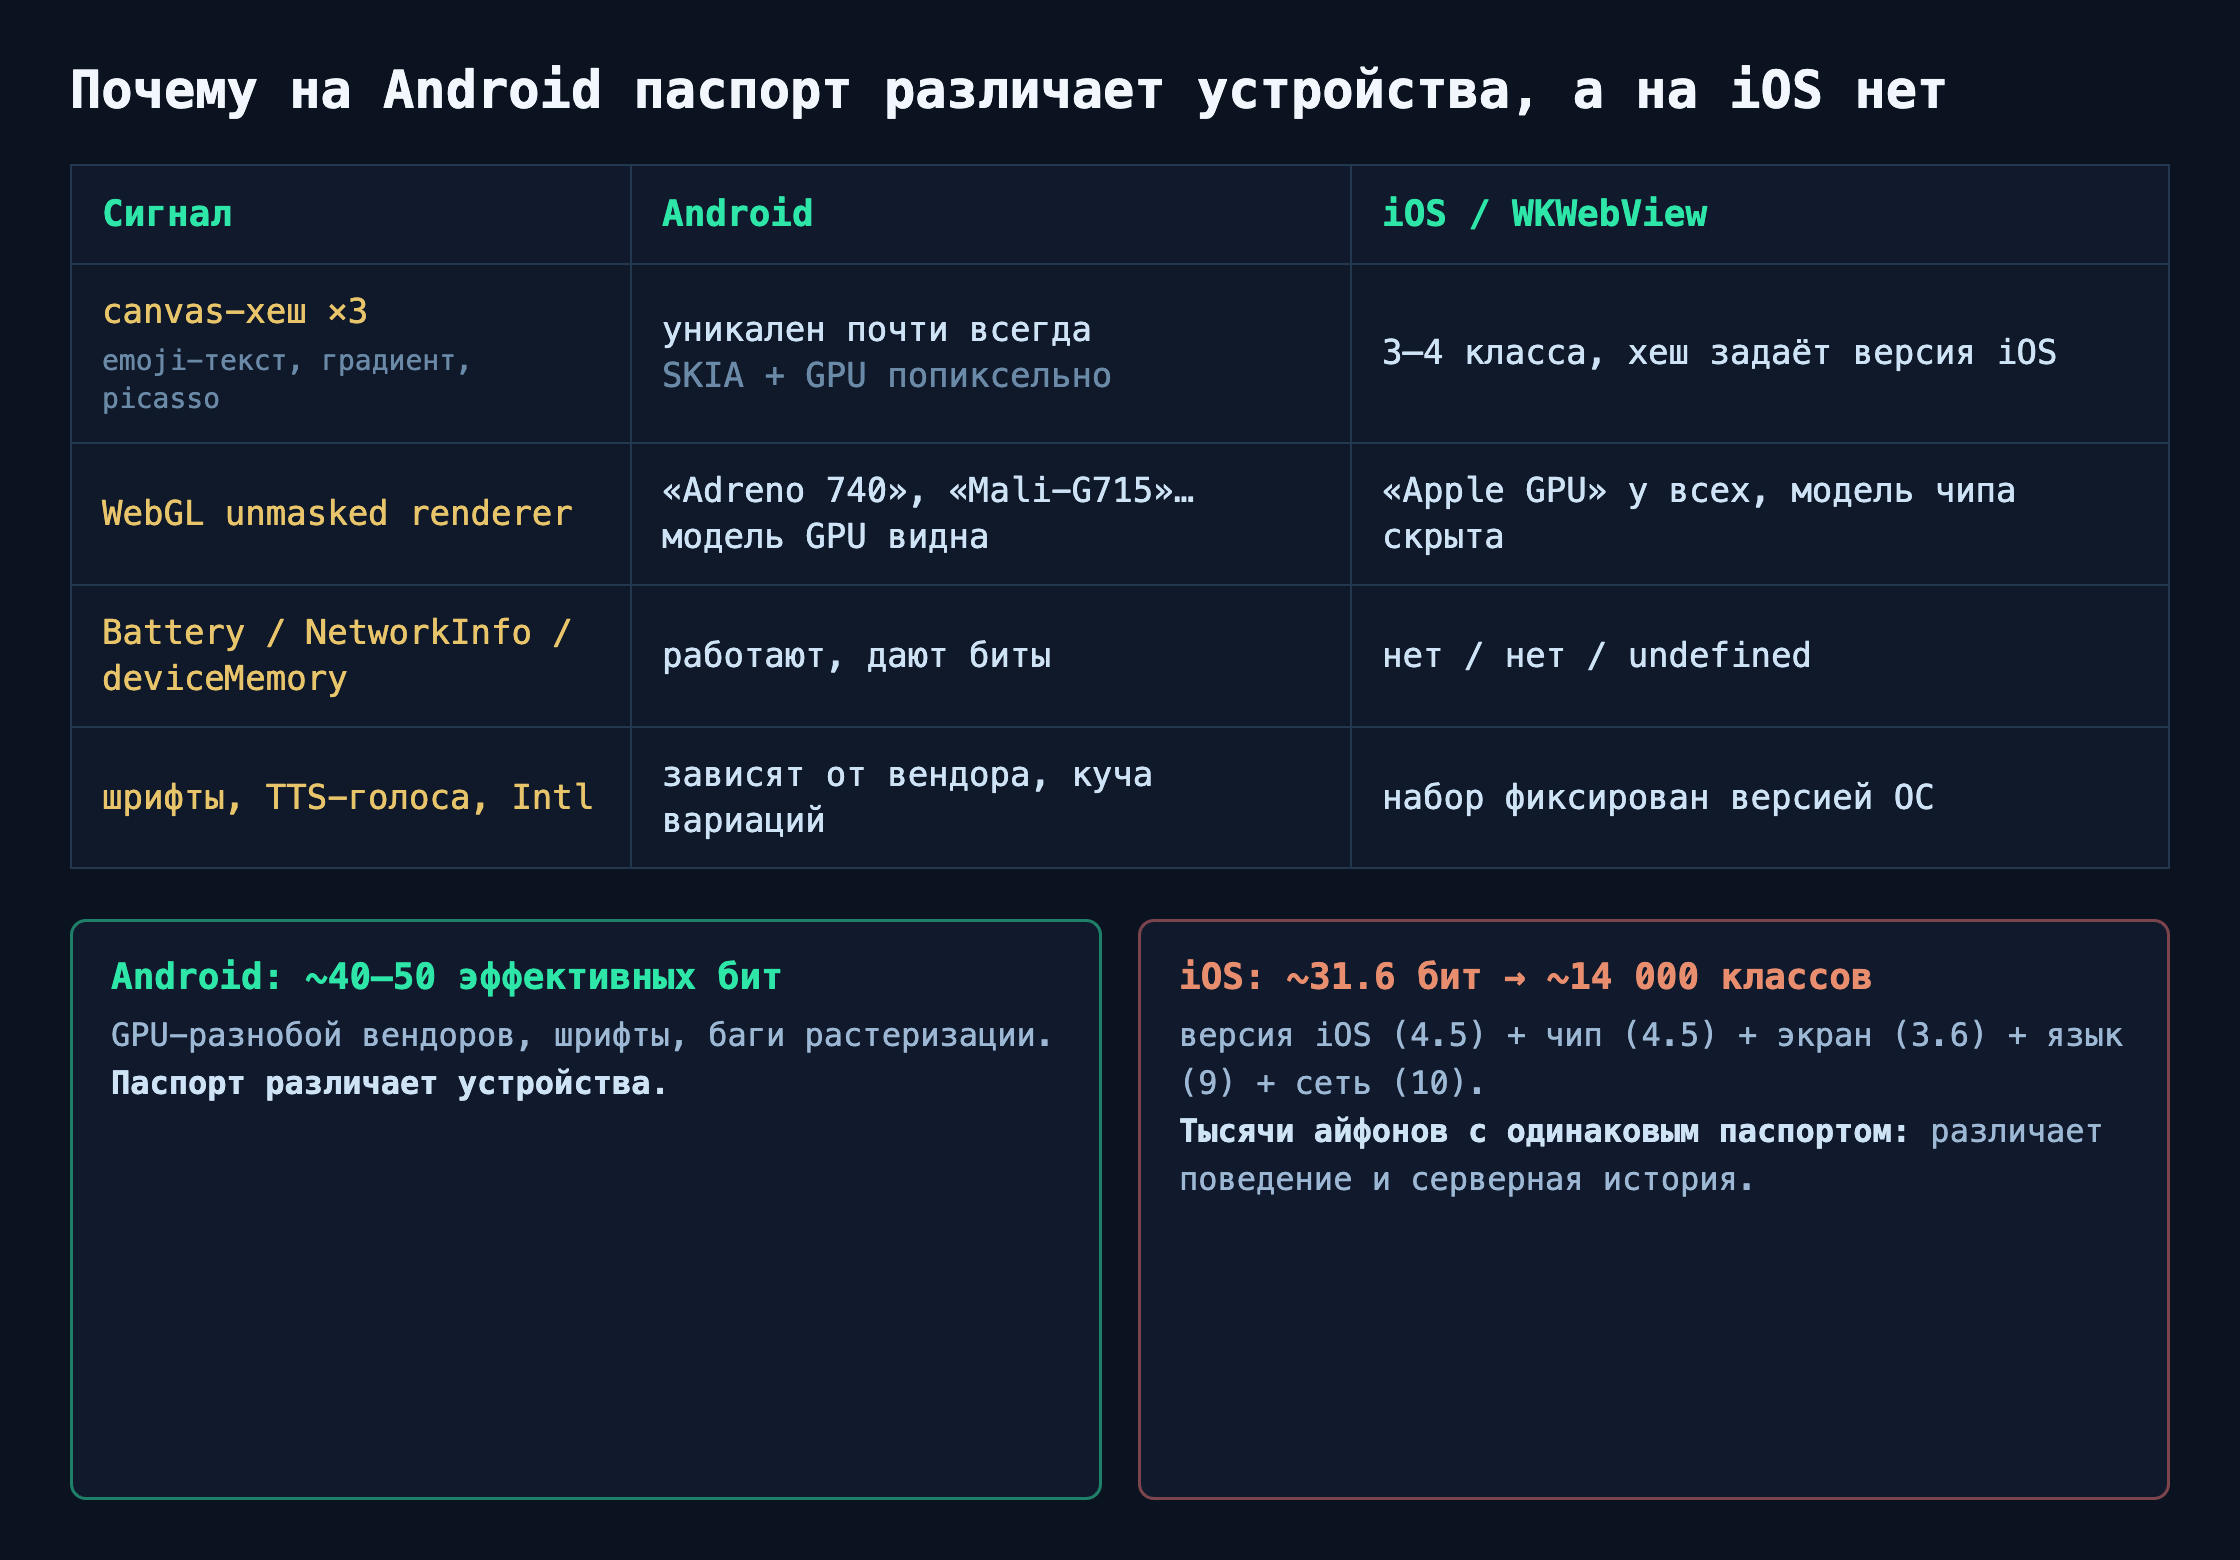 Почему на Android паспорт различает устройства, а на iOS нет
Сигнал
Android
iOS / WKWebView
canvas-хеш ×3
emoji-текст, градиент,
picasso
уникален почти всегда
SKIA + GPU попиксельно
3–4 класса, хеш задаёт версия iOS
WebGL unmasked renderer
«Adreno 740», «Mali-G715»…
модель GPU видна
«Apple GPU» у всех, модель чипа
скрыта
Battery / NetworkInfo /
deviceMemory
работают, дают биты
нет / нет / undefined
шрифты, TTS-голоса, Intl
зависят от вендора, куча
вариаций
набор фиксирован версией ОС
Android: ~40–50 эффективных бит
GPU-разнобой вендоров, шрифты, баги растеризации.
Паспорт различает устройства.
iOS: ~31.6 бит → ~14 000 классов
версия iOS (4.5) + чип (4.5) + экран (3.6) + язык
(9) + сеть (10).
Тысячи айфонов с одинаковым паспортом: различает
поведение и серверная история.